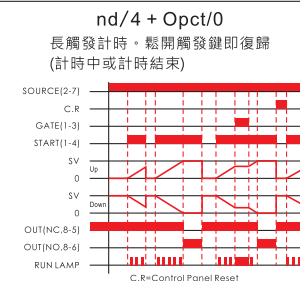 nd/4 + Opct/0
長觸發計時。鬆開觸發鍵即復歸
(計時中或計時結束)
SOURCE(2-7)
C.R
GATE(1-3)
START(1-4)
SV
Up
0
SV
Down
0
OUT(NC,8-5)
OUT(NO,8-6)
RUN LAMP
C.R=Control Panel Reset